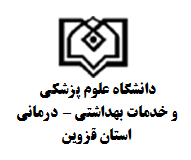 دانشگاه علوم پزشکی
و خدمات بهداشتی - درمانی
استان قزوین